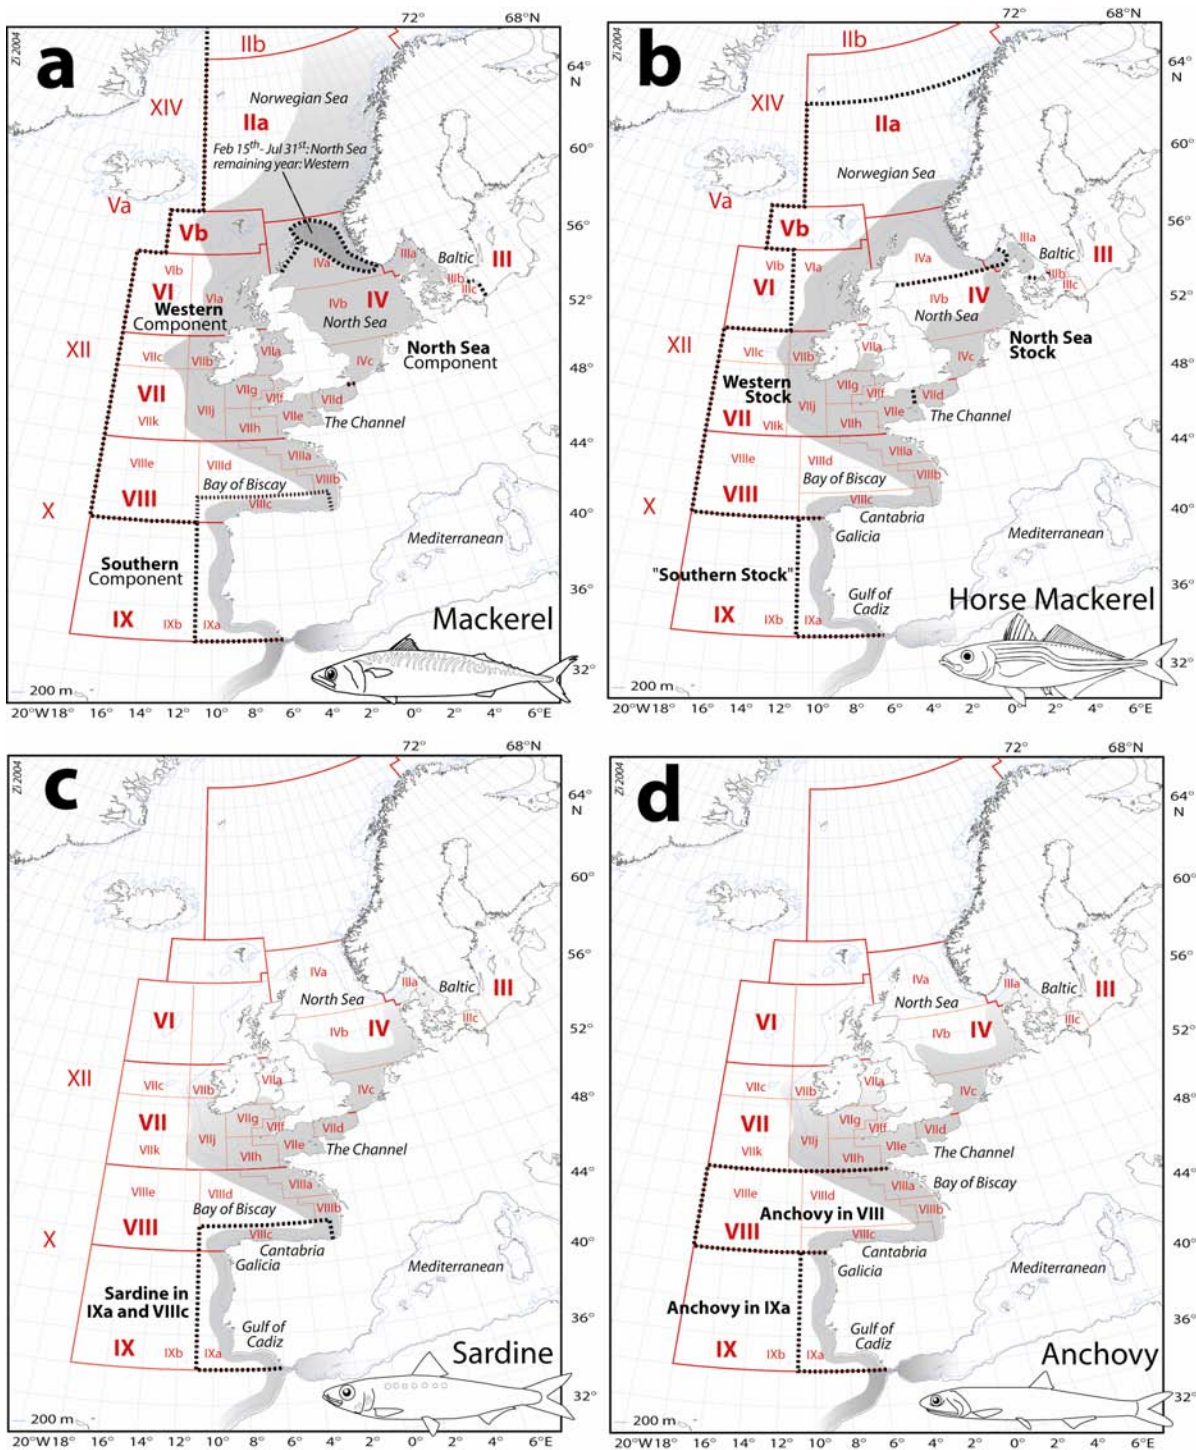 72° 68°N
Zi 2004
a
IIb
64°
N
XIV
Norwegian Sea
IIa
Feb 15th - Jul 31st: North Sea
remaining year: Western
60°
Va
56°
Vb
IVa
IIIa
Baltic
III
VIb
VI
VIa
IIIb
IIIc
Western
Component
IVb
IV
52°
North Sea
XII
VIIc
VIIb
VIIa
IVc
North Sea
Component
48°
VII
VIIg
VIIf
VIId
VIIj
VIIe
VIIk
VIIh
The Channel
44°
VIIIe
VIIId
VIIIa
Bay of Biscay
VIIIb
X
VIII
VIIIc
40°
Mediterranean
Southern
Component
36°
IX
IXb
IXa
Mackerel
32°
200 m
20°W18° 16° 14° 12° 10° 8° 6° 4° 2° 0° 2° 4° 6°E
72° 68°N
Zi 2004
b
IIb
64°
N
XIV
IIa
60°
Norwegian Sea
Va
56°
Vb
IIIa
Baltic
III
VIb
VIa
IVa
VI
IIIb
IIIc
IVb
IV
52°
North Sea
XII
VIIc
VIIb
VIIa
IVc
North Sea
Stock
48°
Western
Stock
VIIg
VIIf
VIId
VIIj
VIIe
VII
VIIk
VIIh
The Channel
44°
VIIIe
VIIId
VIIIa
Bay of Biscay
VIIIb
X
VIII
VIIIc
Cantabria
40°
Galicia
Mediterranean
"Southern Stock"
36°
Gulf of
Cadiz
IX
IXb
IXa
Horse Mackerel
32°
200 m
20°W18° 16° 14° 12° 10° 8° 6° 4° 2° 0° 2° 4° 6°E
72° 68°N
Zi 2004
c
64°
N
60°
56°
IVa
IIIa
Baltic
III
North Sea
VI
IVb
IV
IIIc
52°
XII
VIIc
VIIb
VIIa
IVc
48°
VII
VIIg
VIIf
VIId
VIIj
VIIe
VIIk
VIIh
The Channel
44°
VIIIe
VIIId
VIIIa
Bay of Biscay
VIIIb
X
VIII
VIIIc
Cantabria
40°
Galicia
Mediterranean
Sardine in
IXa and VIIIc
36°
Gulf of
Cadiz
IX
IXb
IXa
Sardine
32°
200 m
20°W18° 16° 14° 12° 10° 8° 6° 4° 2° 0° 2° 4° 6°E
72° 68°N
Zi 2004
d
64°
N
60°
56°
IVa
IIIa
Baltic
III
North Sea
VI
IVb
IV
IIIc
52°
VIIc
VIIb
VIIa
IVc
48°
VII
VIIg
VIIf
VIId
VIIj
VIIe
VIIk
VIIh
The Channel
44°
VIIIe
VIIId
VIIIa
Bay of Biscay
VIIIb
Anchovy in VIII
VIII
VIIIc
Cantabria
40°
Galicia
Mediterranean
Anchovy in IXa
36°
Gulf of
Cadiz
IX
IXb
IXa
Anchovy
32°
200 m
20°W18° 16° 14° 12° 10° 8° 6° 4° 2° 0° 2° 4° 6°E